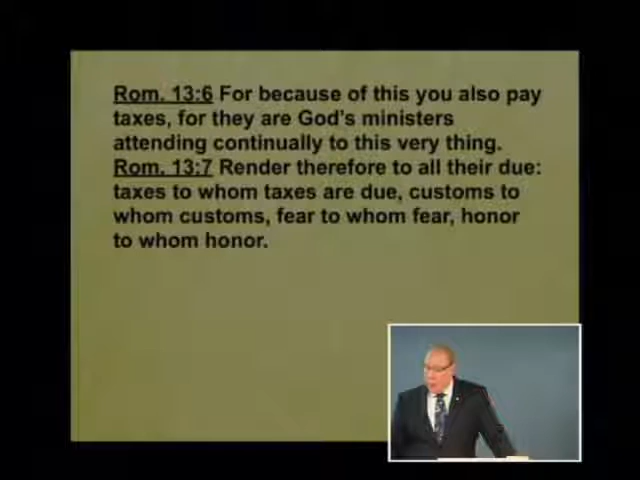 Rom. 13:6 For because of this you also pay
taxes, for they are God's ministers
attending continually to this very thing.
Rom. 13:7 Render therefore to all their due:
taxes to whom taxes are due, customs to
whom customs, fear to whom fear, honor
to whom honor.